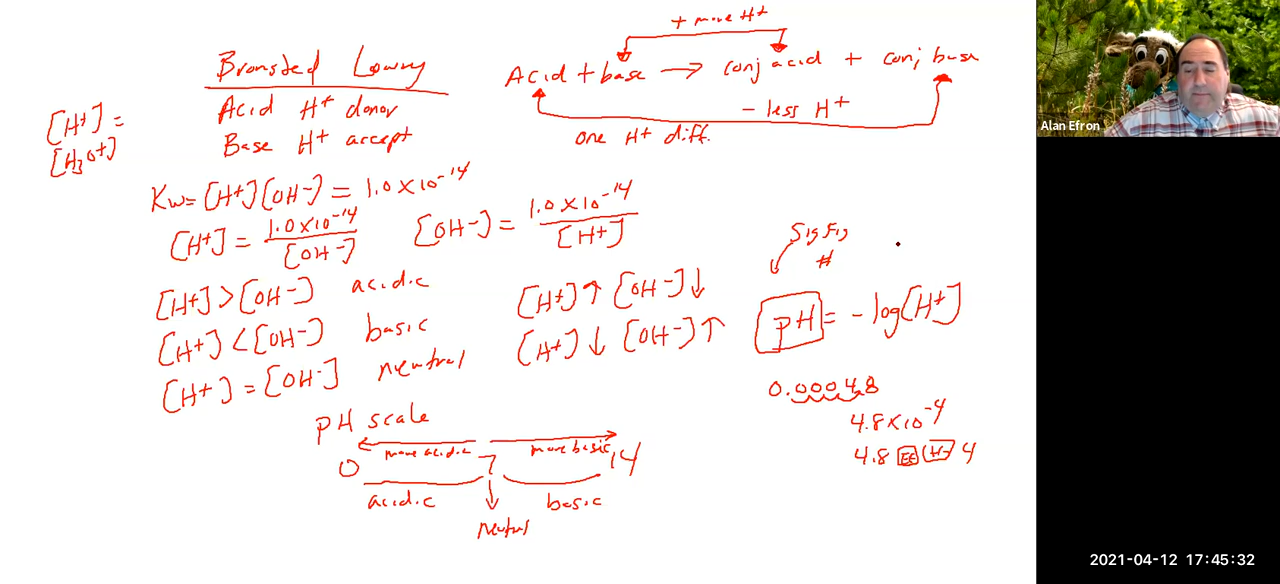 + more H+
Bronsted Lowry
Acid + base → conj acid + conj base
Acid H+ donor
- less H+
[H+] =
[H3O+]
Base H+ accept
one H+ diff.
Alan Efron
Kw = [H+][OH-] = 1.0 x 10^-14
[H+] = 1.0 x 10^-14 / [OH-]
[OH-] = 1.0 x 10^-14 / [H+]
Sig Fig
#
[H+] > [OH-] acidic
[H+] ↑ [OH-] ↓
pH = - log [H+]
[H+] < [OH-] basic
[H+] ↓ [OH-] ↑
[H+] = [OH-] neutral
0.00048
4.8 x 10^-4
4.8 EE (-) 4
pH scale
more acidic more basic
0 7 14
acidic basic
neutral
2021-04-12 17:45:32